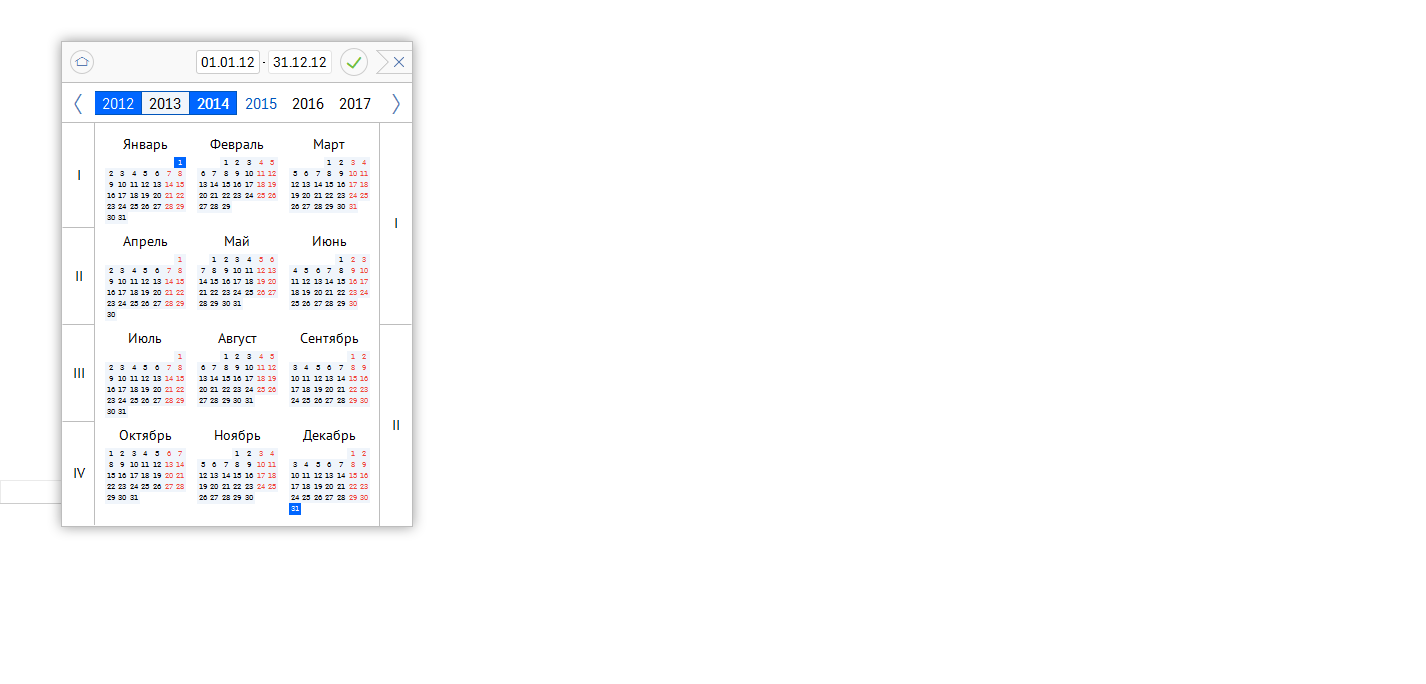 01.01.12 - 31.12.12
2012 2013 2014 2015 2016 2017
I
Январь Февраль Март
1 1 2 3 4 5 1 2 3 4
2 3 4 5 6 7 8 6 7 8 9 10 11 12 5 6 7 8 9 10 11
9 10 11 12 13 14 15 13 14 15 16 17 18 19 12 13 14 15 16 17 18
16 17 18 19 20 21 22 20 21 22 23 24 25 26 19 20 21 22 23 24 25
23 24 25 26 27 28 29 27 28 29 26 27 28 29 30 31
30 31
I
II
Апрель Май Июнь
1 1 2 3 4 5 6 1 2 3
2 3 4 5 6 7 8 7 8 9 10 11 12 13 4 5 6 7 8 9 10
9 10 11 12 13 14 15 14 15 16 17 18 19 20 11 12 13 14 15 16 17
16 17 18 19 20 21 22 21 22 23 24 25 26 27 18 19 20 21 22 23 24
23 24 25 26 27 28 29 28 29 30 31 25 26 27 28 29 30
30
III
Июль Август Сентябрь
1 1 2 3 4 5 1 2
2 3 4 5 6 7 8 6 7 8 9 10 11 12 3 4 5 6 7 8 9
9 10 11 12 13 14 15 13 14 15 16 17 18 19 10 11 12 13 14 15 16
16 17 18 19 20 21 22 20 21 22 23 24 25 26 17 18 19 20 21 22 23
23 24 25 26 27 28 29 27 28 29 30 31 24 25 26 27 28 29 30
30 31
II
IV
Октябрь Ноябрь Декабрь
1 2 3 4 5 6 7 1 2 3 4 1 2
8 9 10 11 12 13 14 5 6 7 8 9 10 11 3 4 5 6 7 8 9
15 16 17 18 19 20 21 12 13 14 15 16 17 18 10 11 12 13 14 15 16
22 23 24 25 26 27 28 19 20 21 22 23 24 25 17 18 19 20 21 22 23
29 30 31 26 27 28 29 30 24 25 26 27 28 29 30
31